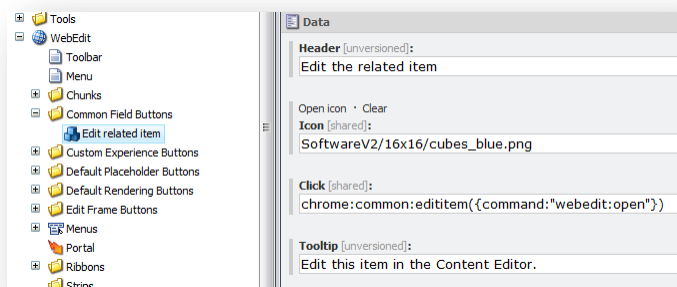 Tools
WebEdit
Toolbar
Menu
Chunks
Common Field Buttons
Edit related item
Custom Experience Buttons
Default Placeholder Buttons
Default Rendering Buttons
Edit Frame Buttons
Menus
Portal
Ribbons
Strips
Data
Header [unversioned]:
Edit the related item
Open icon · Clear
Icon [shared]:
SoftwareV2/16x16/cubes_blue.png
Click [shared]:
chrome:common:edititem({command:"webedit:open"})
Tooltip [unversioned]:
Edit this item in the Content Editor.